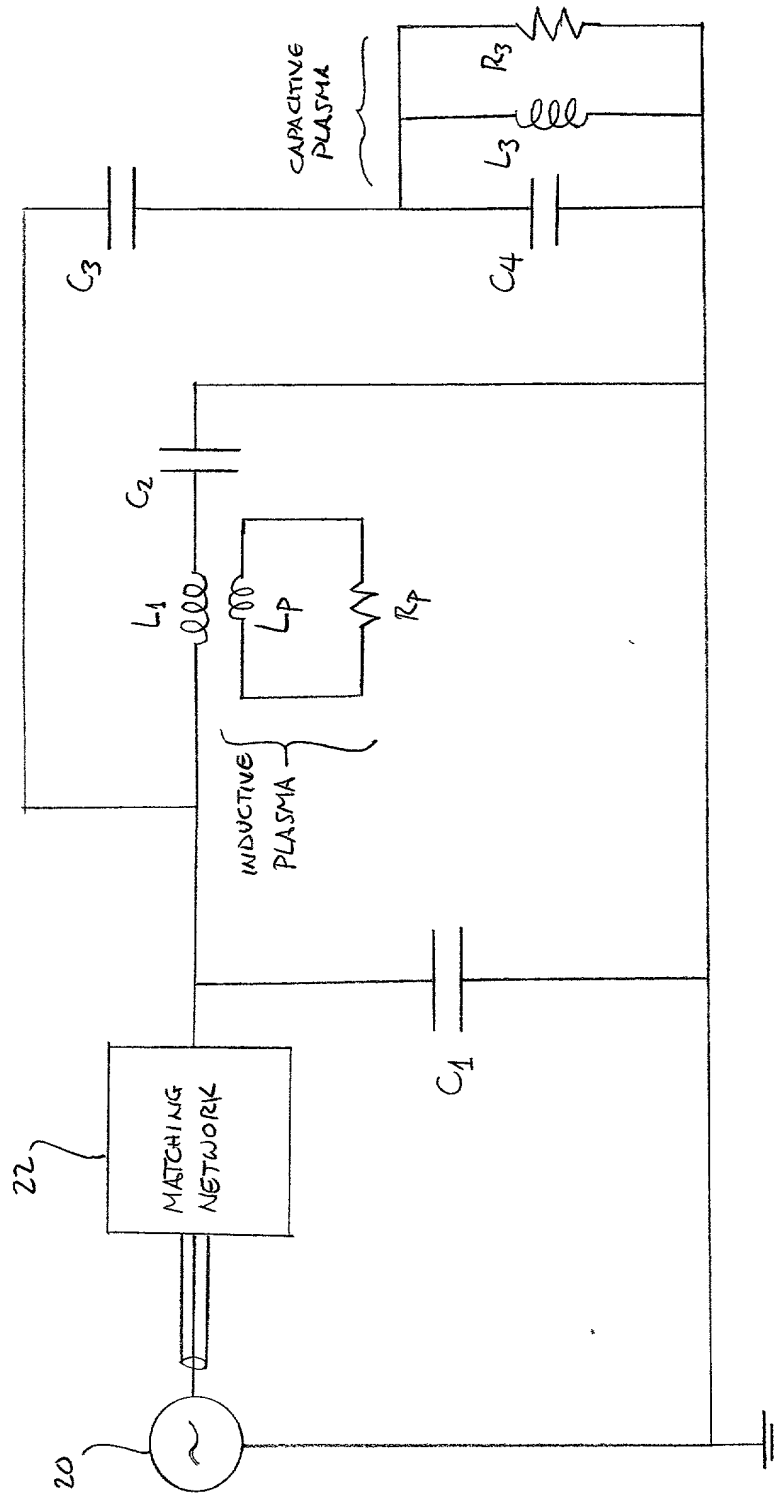 20
22
MATCHING
NETWORK
C1
INDUCTIVE
PLASMA
L1
LP
RP
C2
C3
C4
L3
R3
CAPACITIVE
PLASMA